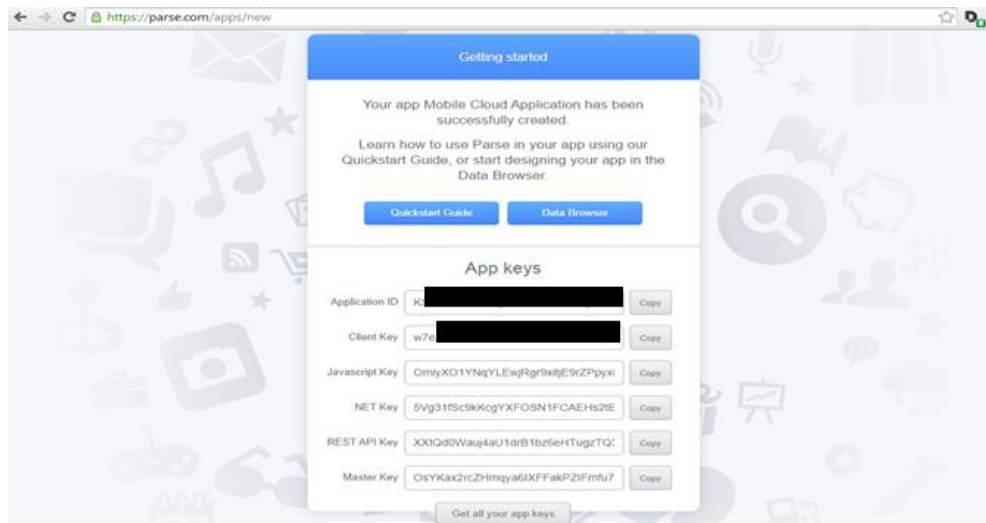 https://parse.com/apps/new
Getting started
Your app Mobile Cloud Application has been
successfully created.
Learn how to use Parse in your app using our
Quickstart Guide, or start designing your app in the
Data Browser.
Quickstart Guide
Data Browser
App keys
Application ID
Copy
Client Key w7e
Copy
Javascript Key
Copy
.NET Key
Copy
REST API Key
Copy
Master Key
Copy
Get all your app keys